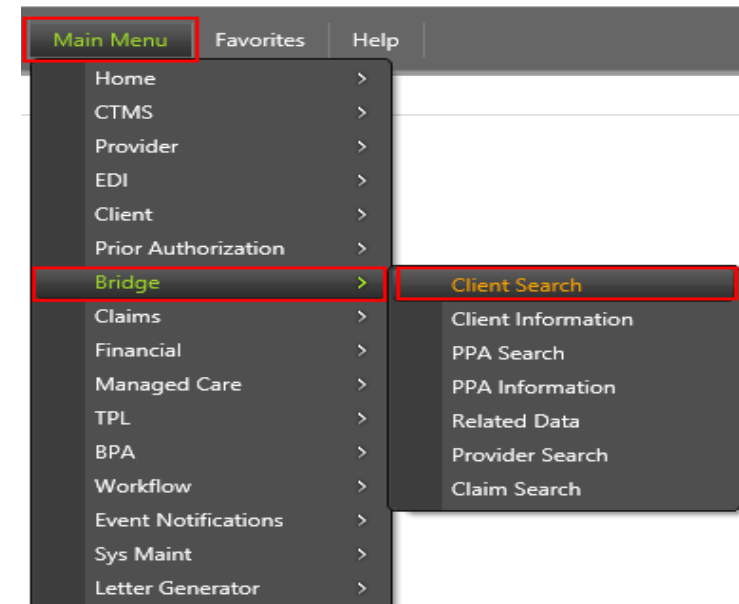 Main Menu Favorites Help
Home >
CTMS >
Provider >
EDI >
Client >
Prior Authorization >
Bridge >
Claims >
Financial >
Managed Care >
TPL >
BPA >
Workflow >
Event Notifications >
Sys Maint >
Letter Generator >
Client Search
Client Information
PPA Search
PPA Information
Related Data
Provider Search
Claim Search